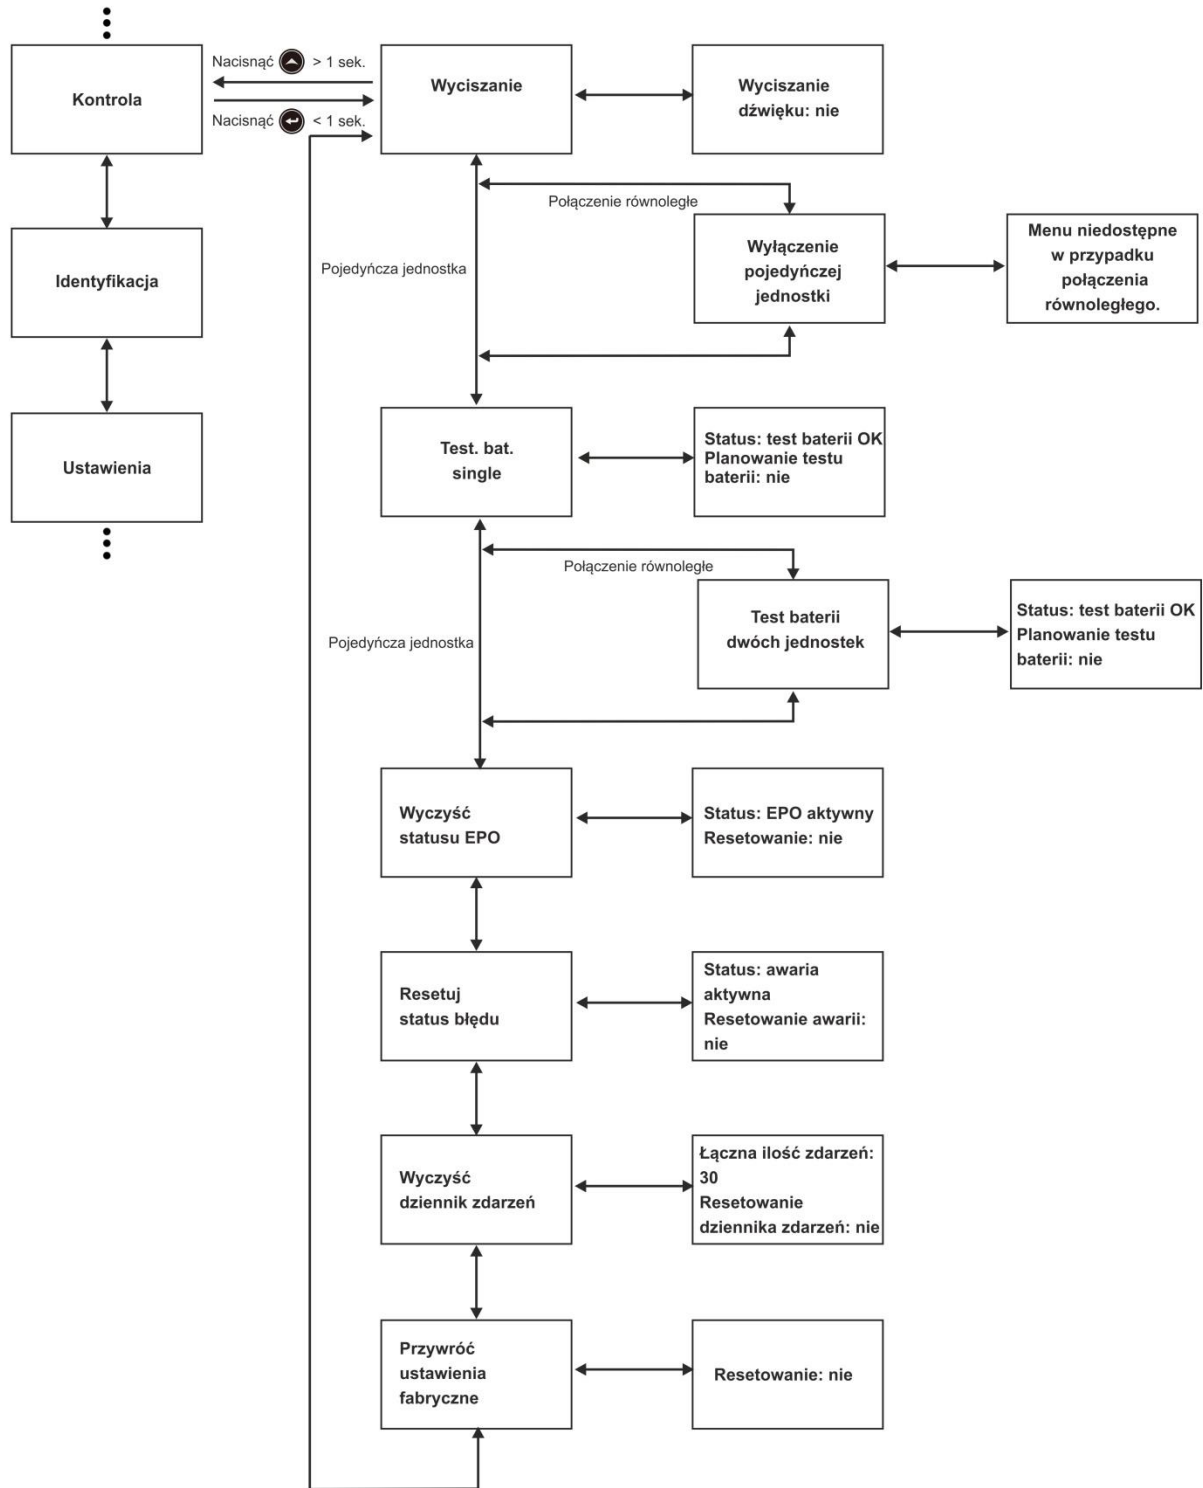 Kontrola
Nacisnąć > 1 sek.
Nacisnąć < 1 sek.
Wyciszanie
Wyciszanie
dźwięku: nie
Połączenie równoległe
Pojedyńcza jednostka
Wyłączenie
pojedyńczej
jednostki
Menu niedostępne
w przypadku
połączenia
równoległego.
Identyfikacja
Ustawienia
Test. bat.
single
Status: test baterii OK
Planowanie testu
baterii: nie
Połączenie równoległe
Pojedyńcza jednostka
Test baterii
dwóch jednostek
Status: test baterii OK
Planowanie testu
baterii: nie
Wyczyść
statusu EPO
Status: EPO aktywny
Resetowanie: nie
Resetuj
status błędu
Status: awaria
aktywna
Resetowanie awarii:
nie
Wyczyść
dziennik zdarzeń
Łączna ilość zdarzeń:
30
Resetowanie
dziennika zdarzeń: nie
Przywróć
ustawienia
fabryczne
Resetowanie: nie